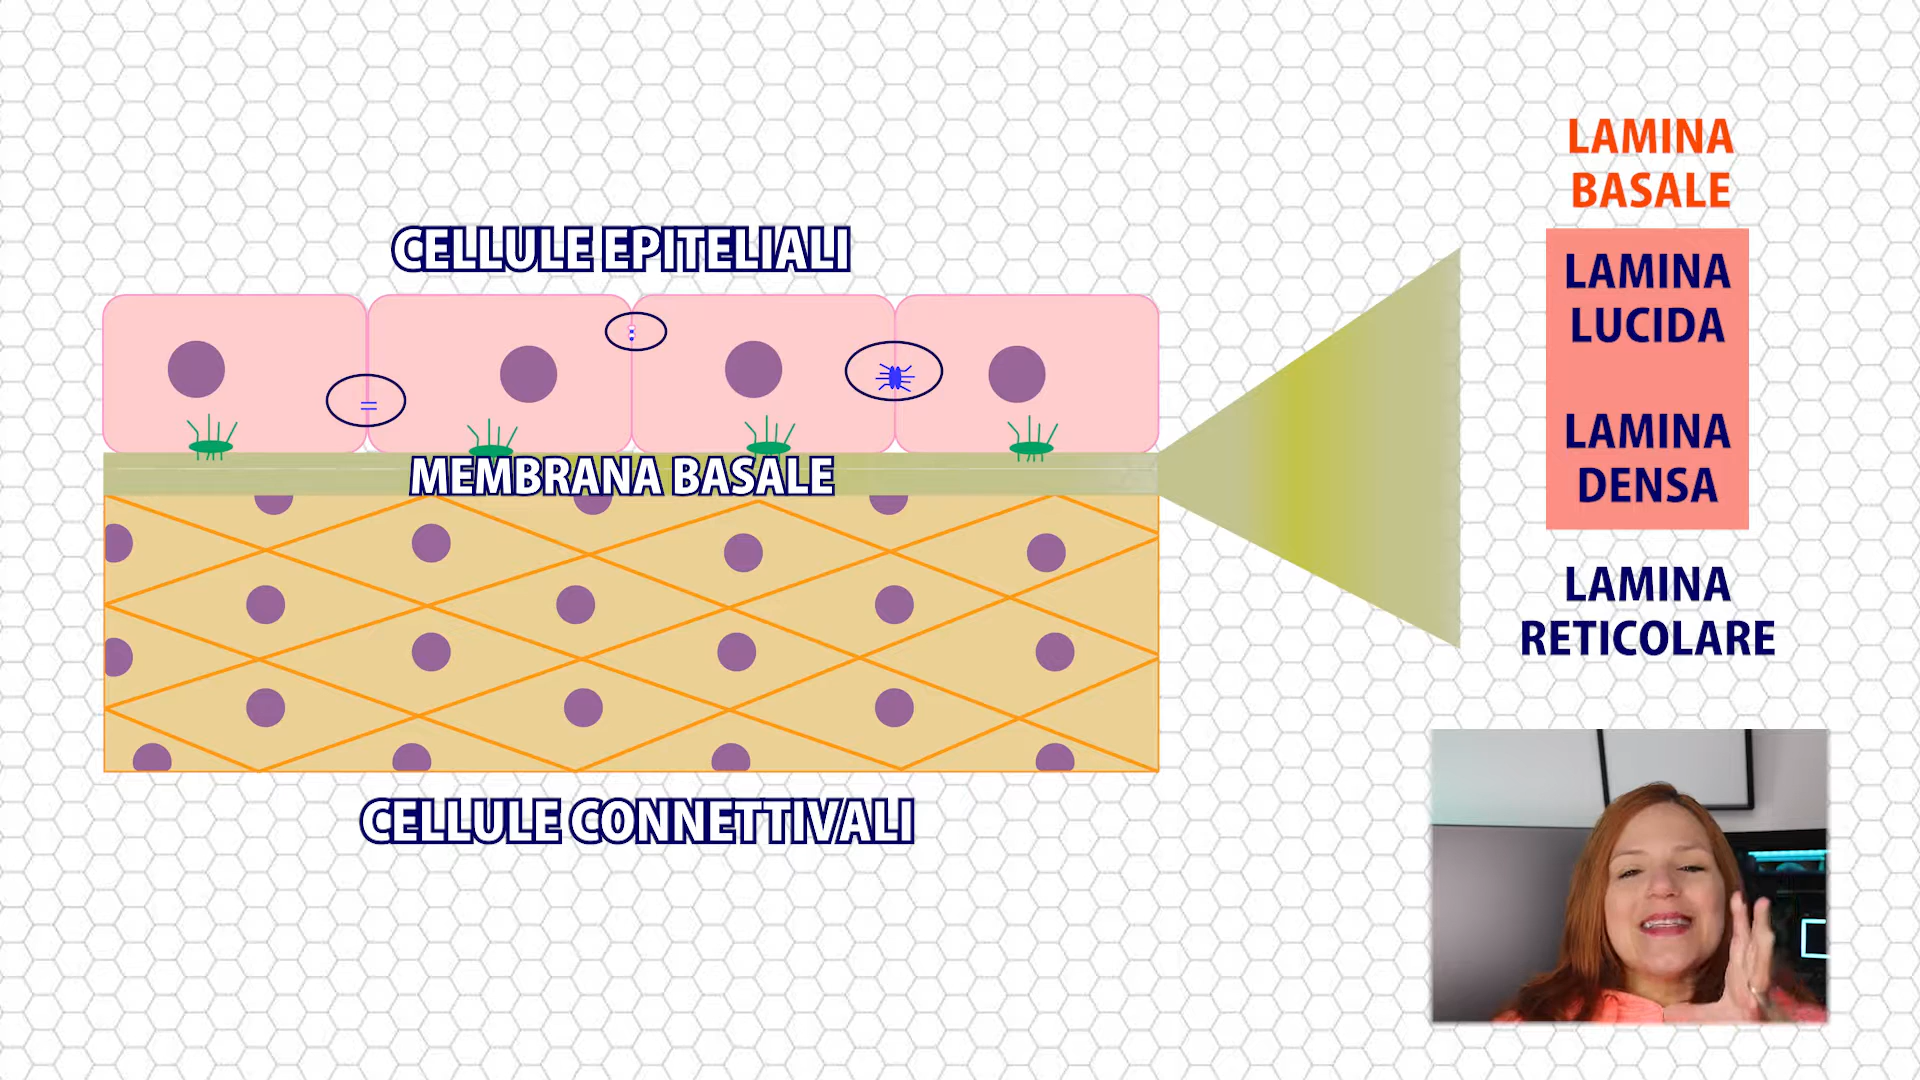 CELLULE EPITELIALI
MEMBRANA BASALE
CELLULE CONNETTIVALI
LAMINA
BASALE
LAMINA
LUCIDA
LAMINA
DENSA
LAMINA
RETICOLARE